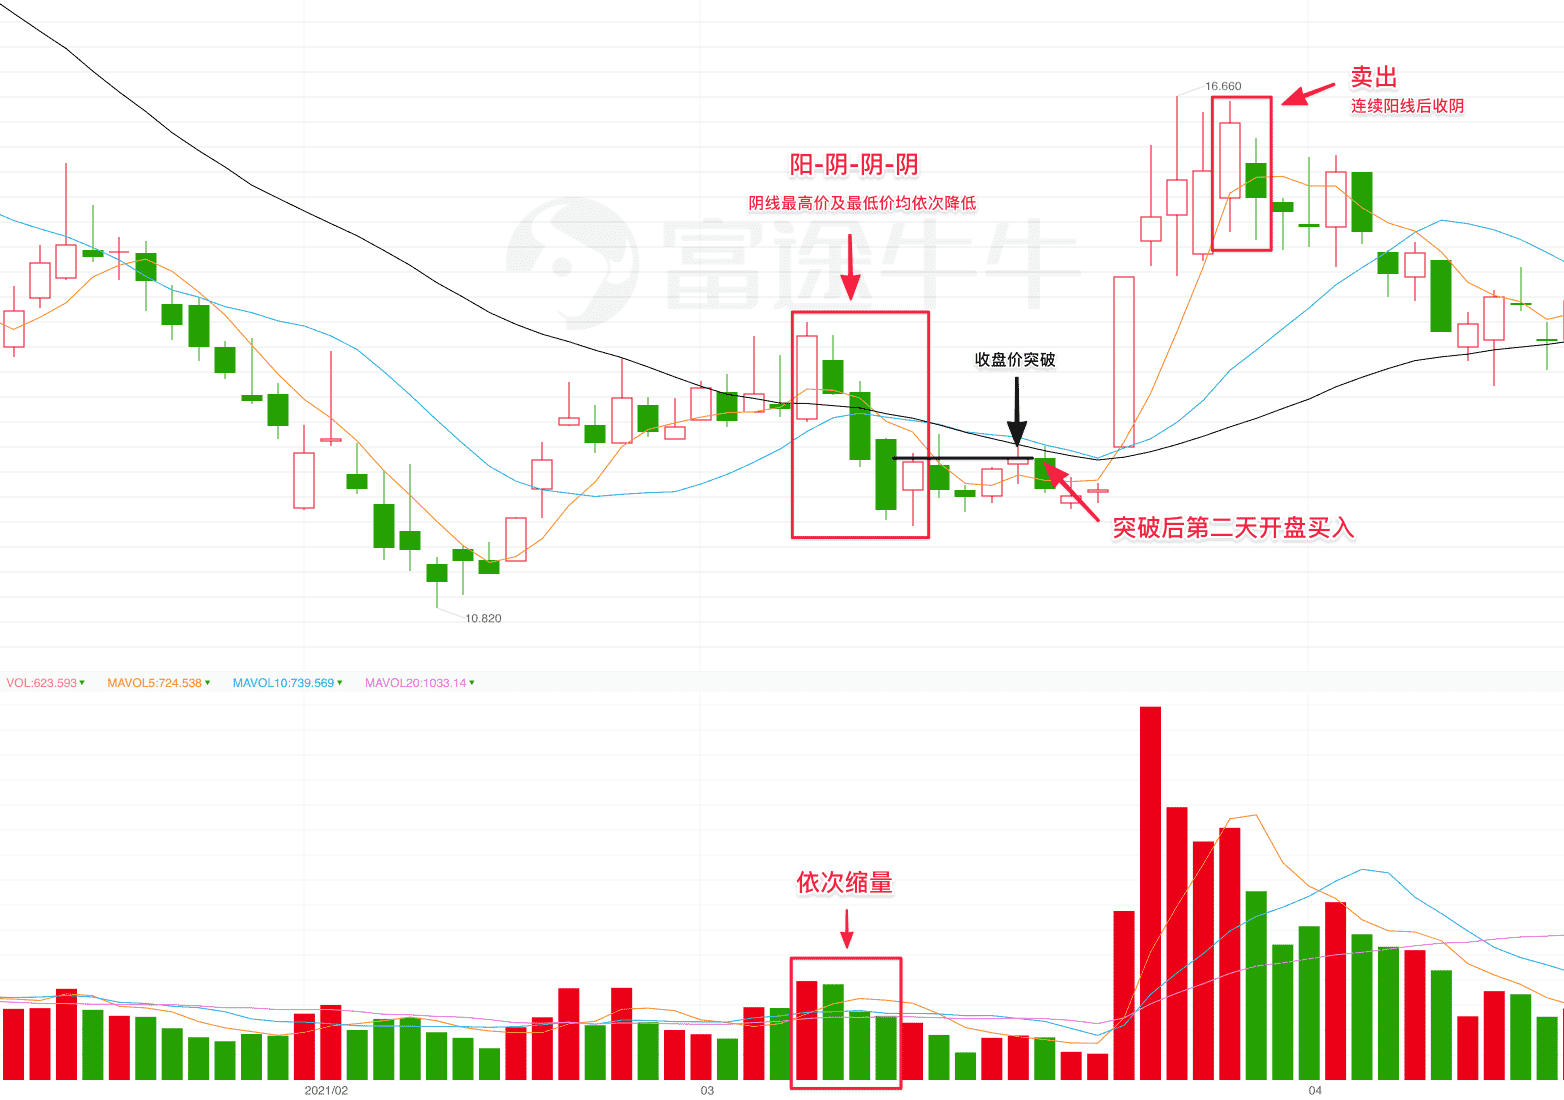 16.660
卖出
连续阳线后收阴
阳-阴-阴-阴
阴线最高价及最低价均依次降低
富途牛牛
收盘价突破
突破后第二天开盘买入
10.820
VOL:623.593▼ MAVOL5:724.538▼ MAVOL10:739.569▼ MAVOL20:1033.14▼
依次缩量
2021/02 03 04